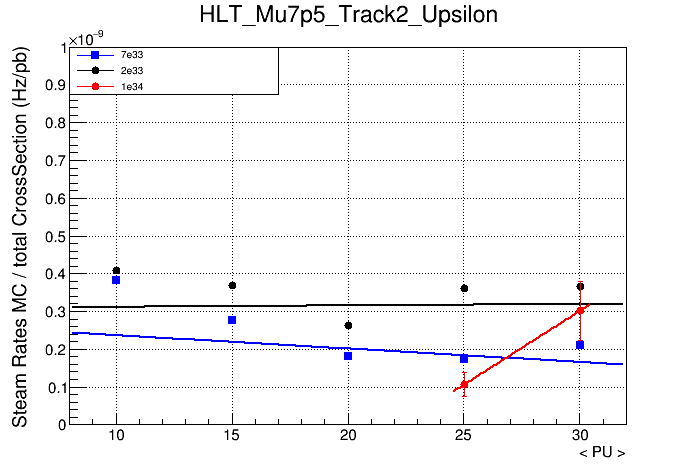 HLT_Mu7p5_Track2_Upsilon
×10⁻⁹
Steam Rates MC / total CrossSection (Hz/pb)
7e33
2e33
1e34
1
0.9
0.8
0.7
0.6
0.5
0.4
0.3
0.2
0.1
0
10 15 20 25 30
< PU >